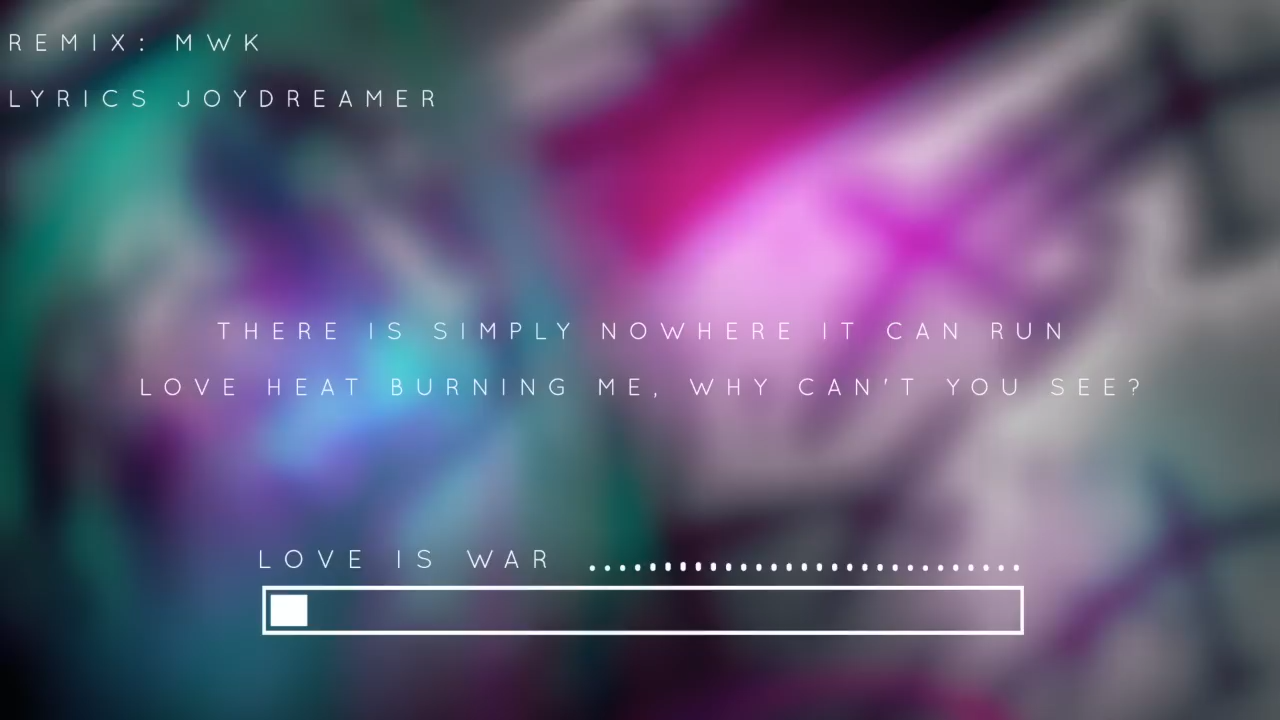 REMIX: MWK
LYRICS JOYDREAMER
THERE IS SIMPLY NOWHERE IT CAN RUN
LOVE HEAT BURNING ME, WHY CAN'T YOU SEE?
LOVE IS WAR